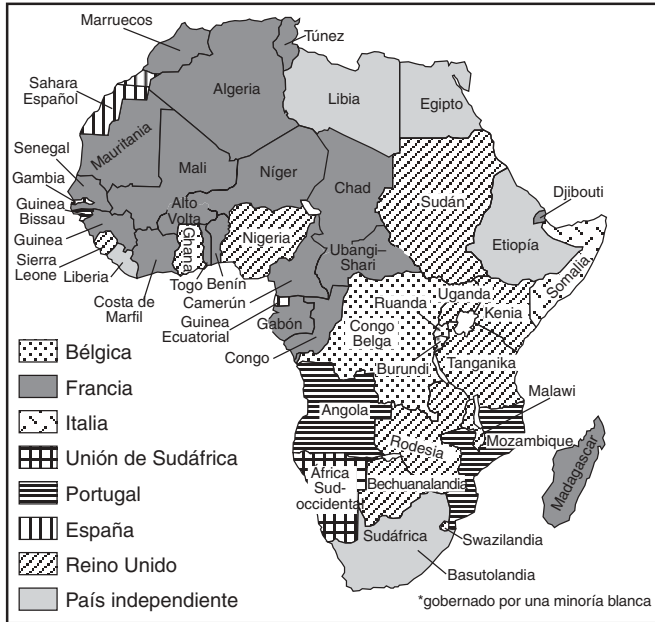 Marruecos
Túnez
Sahara
Español
Argelia
Libia
Egipto
Mauritania
Senegal
Gambia
Guinea
Bissau
Guinea
Sierra
Leone
Liberia
Costa de
Marfil
Mali
Níger
Chad
Alto
Volta
Ghana
Togo
Benín
Nigeria
Camerún
Guinea
Ecuatorial
Gabón
Congo
Sudán
Djibouti
Etiopía
Somalia
Ubangi-
Shari
Ruanda
Uganda
Kenia
Congo
Belga
Burundi
Tanganika
Malawi
Angola
Rodesia
Mozambique
Madagascar
África
Sud-
occidental
Bechuanalandia
Swazilandia
Sudáfrica
Basutolandia
Bélgica
Francia
Italia
Unión de Sudáfrica
Portugal
España
Reino Unido
País independiente
*gobernado por una minoría blanca